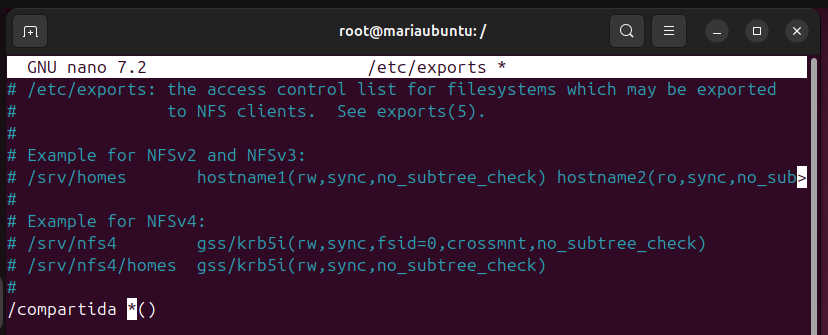 root@mariaubuntu: /
GNU nano 7.2 /etc/exports *
# /etc/exports: the access control list for filesystems which may be exported
# to NFS clients. See exports(5).
#
# Example for NFSv2 and NFSv3:
# /srv/homes hostname1(rw,sync,no_subtree_check) hostname2(ro,sync,no_sub>
#
# Example for NFSv4:
# /srv/nfs4 gss/krb5i(rw,sync,fsid=0,crossmnt,no_subtree_check)
# /srv/nfs4/homes gss/krb5i(rw,sync,no_subtree_check)
#
/compartida *()